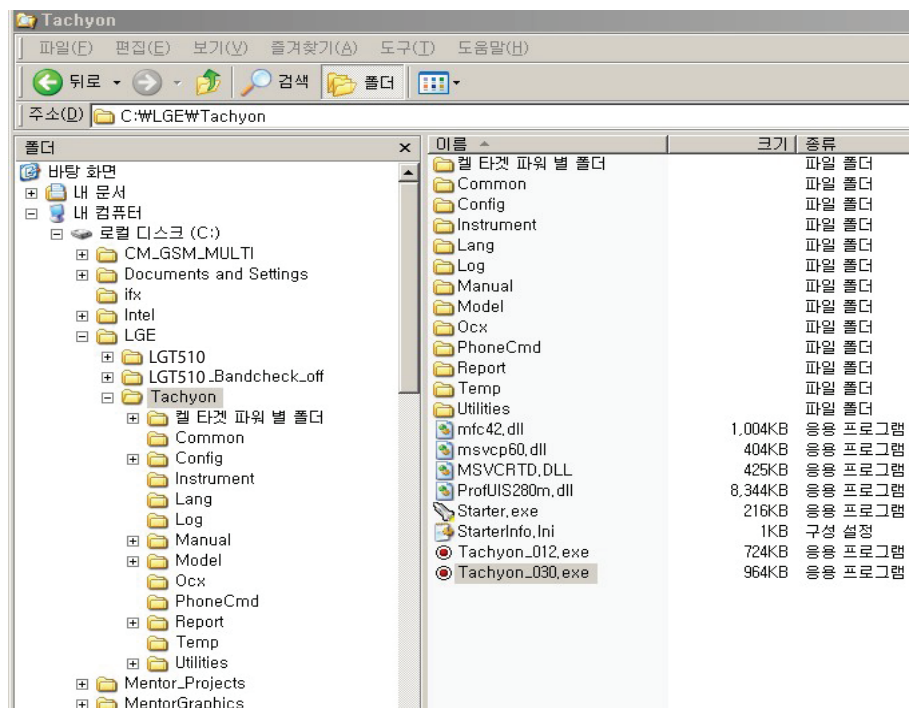 Tachyon
파일(F) 편집(E) 보기(V) 즐겨찾기(A) 도구(T) 도움말(H)
뒤로 검색 폴더
주소(D) C:₩LGE₩Tachyon
폴더 x
바탕 화면
내 문서
내 컴퓨터
로컬 디스크 (C:)
CM_GSM_MULTI
Documents and Settings
ifx
Intel
LGE
LGT510
LGT510_Bandcheck_off
Tachyon
켈 타겟 파워 별 폴더
Common
Config
Instrument
Lang
Log
Manual
Model
Ocx
PhoneCmd
Report
Temp
Utilities
Mentor_Projects
MentorGraphics
이름 크기 종류
켈 타겟 파워 별 폴더 파일 폴더
Common 파일 폴더
Config 파일 폴더
Instrument 파일 폴더
Lang 파일 폴더
Log 파일 폴더
Manual 파일 폴더
Model 파일 폴더
Ocx 파일 폴더
PhoneCmd 파일 폴더
Report 파일 폴더
Temp 파일 폴더
Utilities 파일 폴더
mfc42.dll 1,004KB 응용 프로그램
msvcp60.dll 404KB 응용 프로그램
MSVCRTD.DLL 425KB 응용 프로그램
ProfUIS280m.dll 8,344KB 응용 프로그램
Starter.exe 216KB 응용 프로그램
StarterInfo.Ini 1KB 구성 설정
Tachyon_012.exe 724KB 응용 프로그램
Tachyon_030.exe 964KB 응용 프로그램